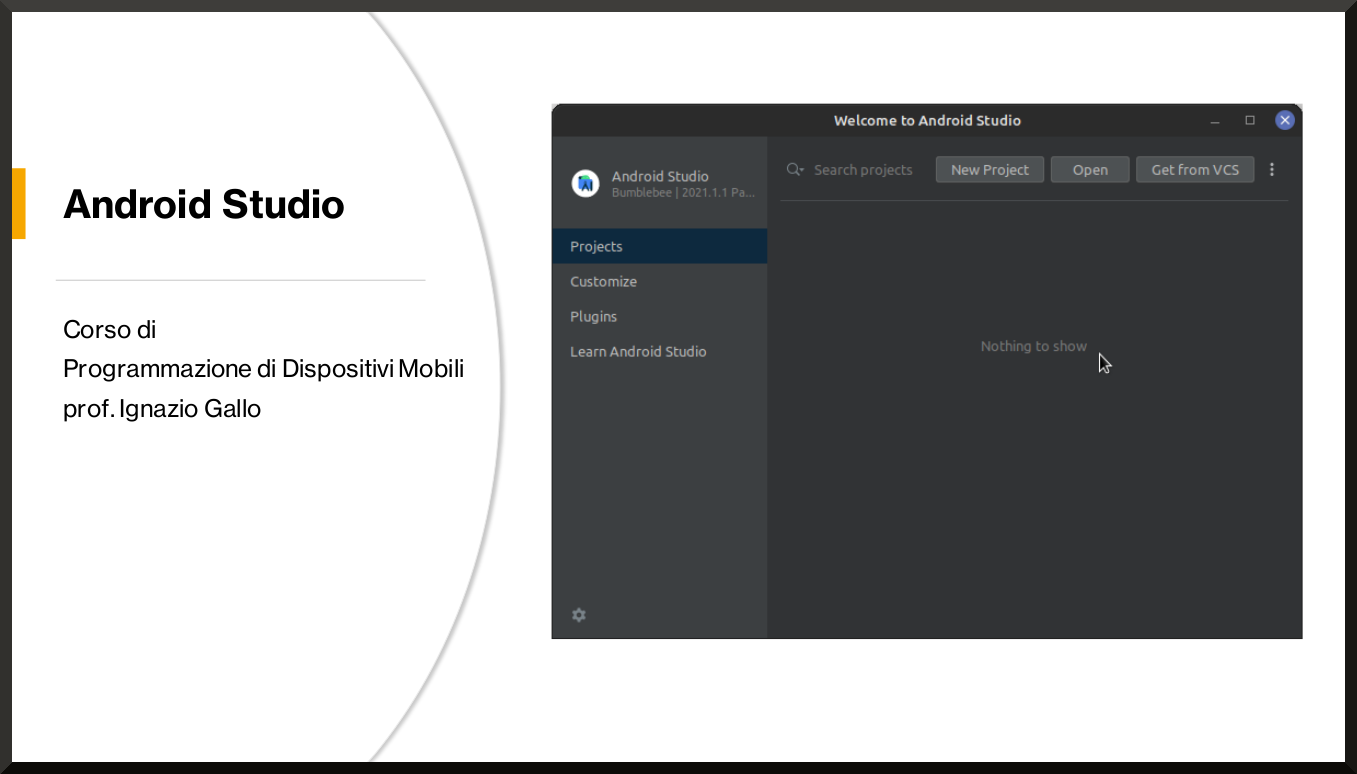 Android Studio
Corso di
Programmazione di Dispositivi Mobili
prof. Ignazio Gallo
Welcome to Android Studio
Android Studio
Bumblebee | 2021.1.1 Pa...
Search projects
New Project
Open
Get from VCS
Projects
Customize
Plugins
Learn Android Studio
Nothing to show